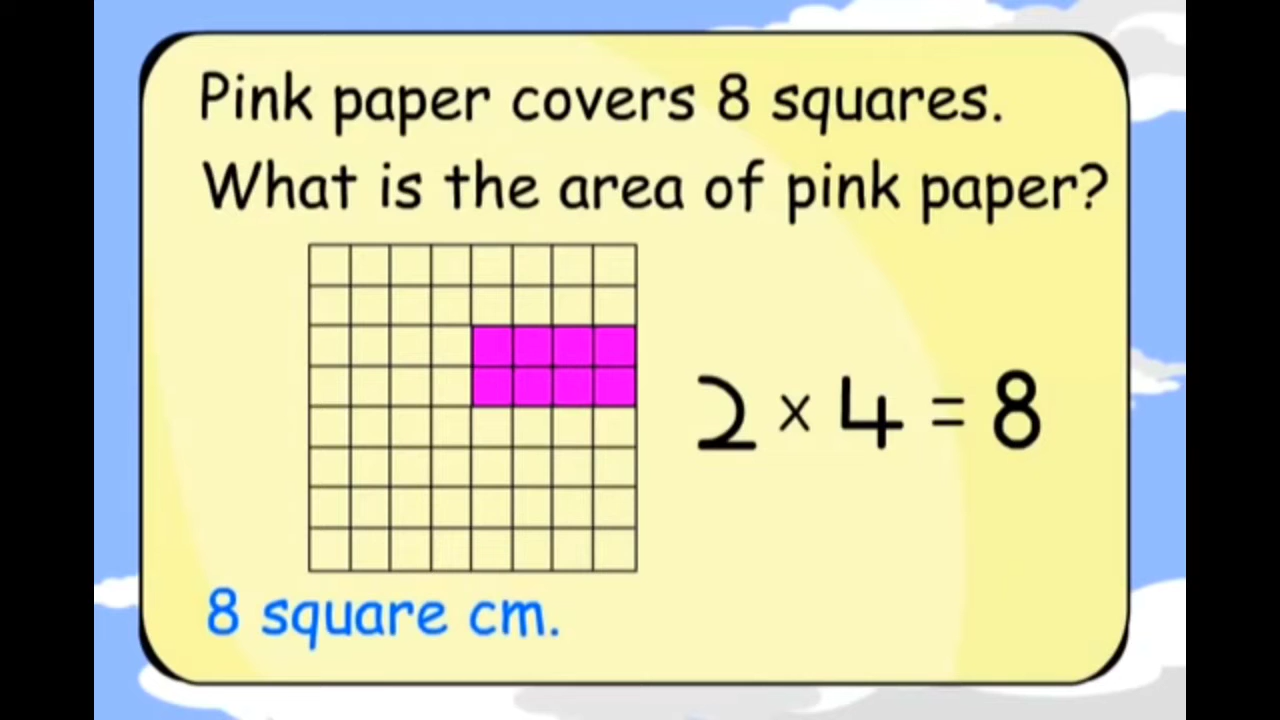 Pink paper covers 8 squares.
What is the area of pink paper?
2 × 4 = 8
8 square cm.